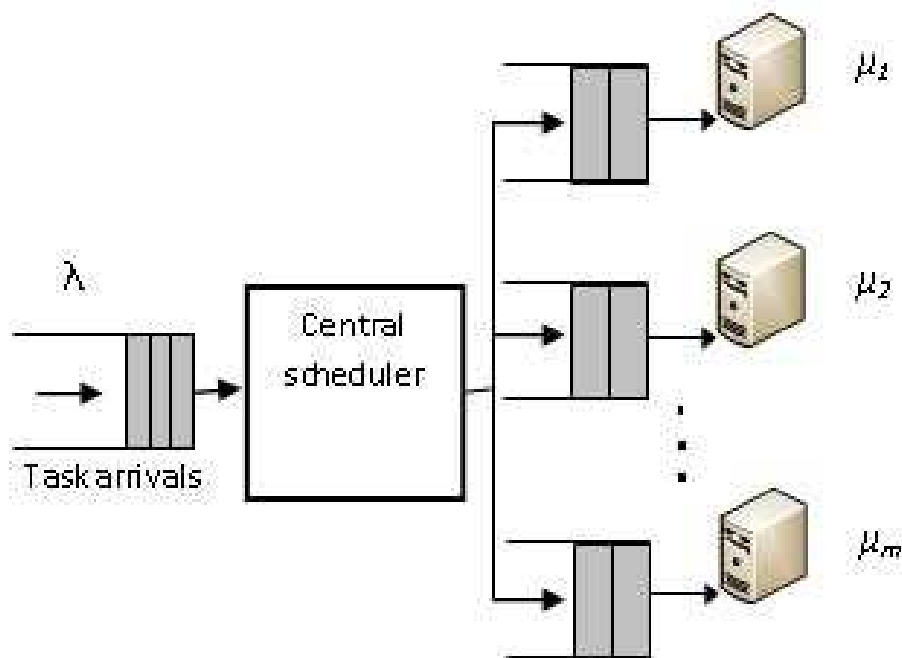 μ1
λ
μ2
Central
scheduler
Task arrivals
μm